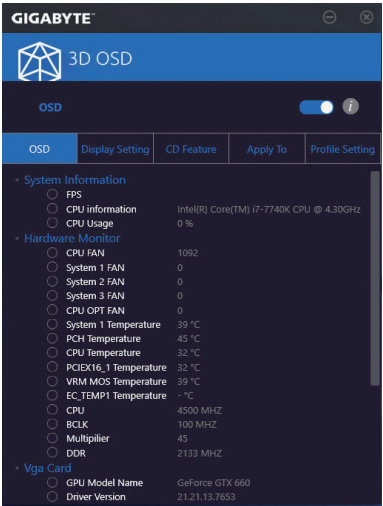 GIGABYTE™
3D OSD
OSD
OSD Display Setting CD Feature Apply To Profile Setting
System Information
FPS
CPU information Intel(R) Core(TM) i7-7740K CPU @ 4.30GHz
CPU Usage 0 %
Hardware Monitor
CPU FAN 1092
System 1 FAN 0
System 2 FAN 0
System 3 FAN 0
CPU OPT FAN 0
System 1 Temperature 39 °C
PCH Temperature 45 °C
CPU Temperature 32 °C
PCIEX16_1 Temperature 32 °C
VRM MOS Temperature 39 °C
EC_TEMP1 Temperature - °C
CPU 4500 MHZ
BCLK 100 MHZ
Multipilier 45
DDR 2133 MHZ
Vga Card
GPU Model Name GeForce GTX 660
Driver Version 21.21.13.7653